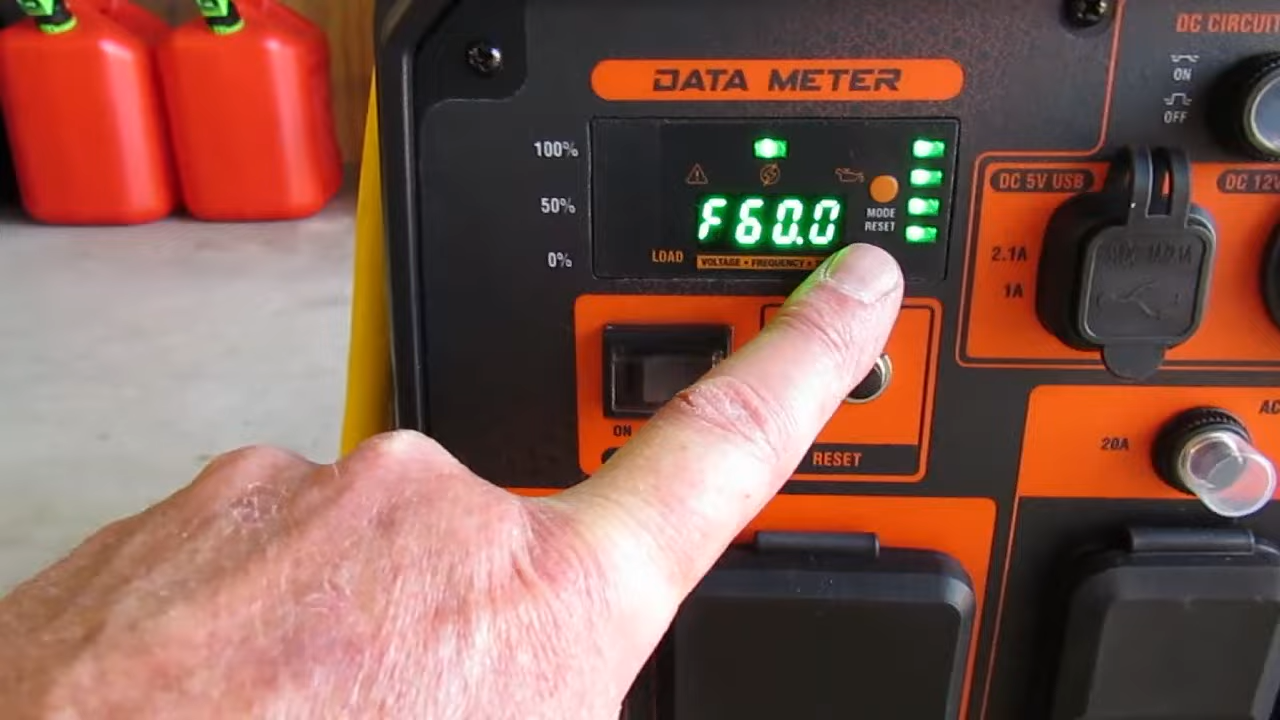 DATA METER
100%
50%
0%
F60.0
MODE
RESET
LOAD
VOLTAGE • FREQUENCY •
ON
RESET
DC CIRCUIT
ON
OFF
DC 5V USB
DC 12V
2.1A
1A
20A
AC